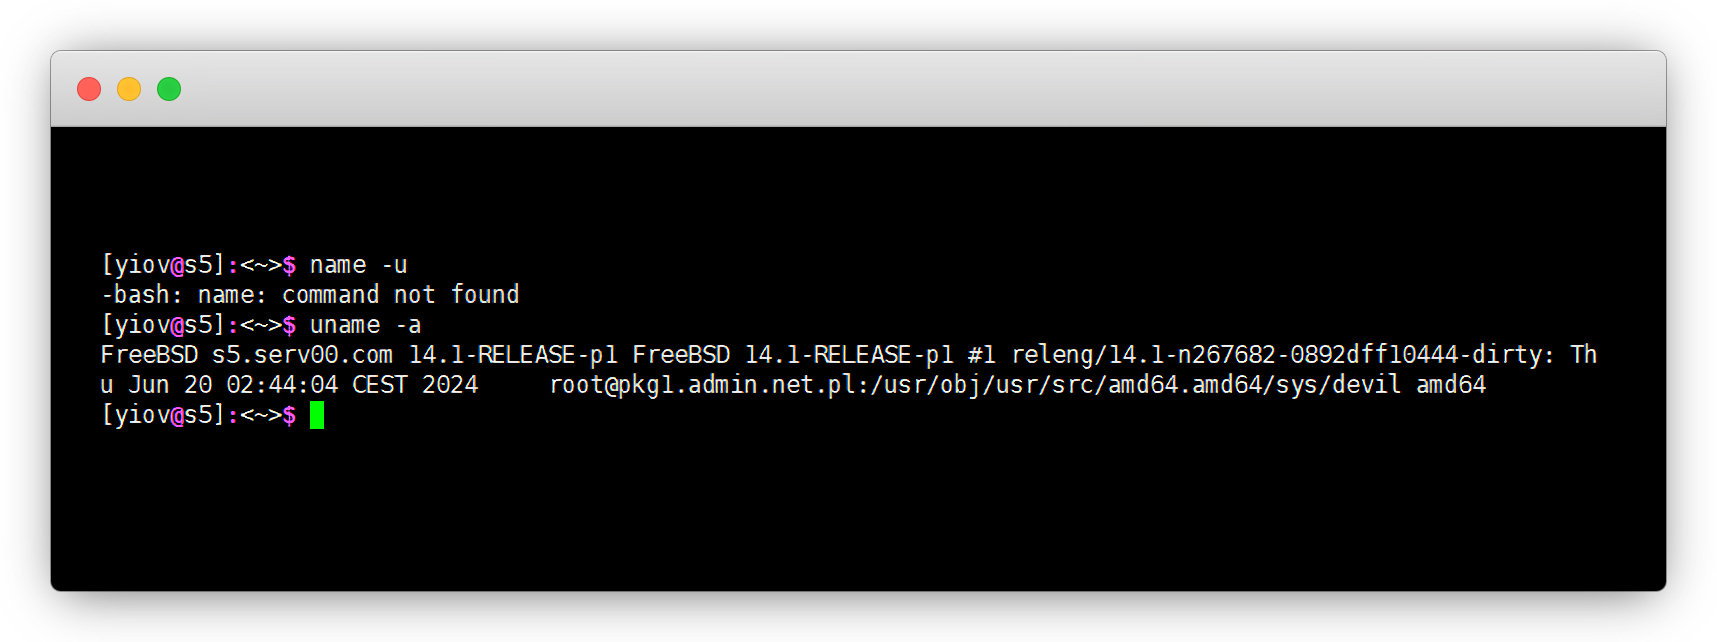 [yiov@s5]:<~>$ name -u
-bash: name: command not found
[yiov@s5]:<~>$ uname -a
FreeBSD s5.serv00.com 14.1-RELEASE-p1 FreeBSD 14.1-RELEASE-p1 #1 releng/14.1-n267682-0892dff10444-dirty: Th
u Jun 20 02:44:04 CEST 2024     root@pkg1.admin.net.pl:/usr/obj/usr/src/amd64.amd64/sys/devil amd64
[yiov@s5]:<~>$